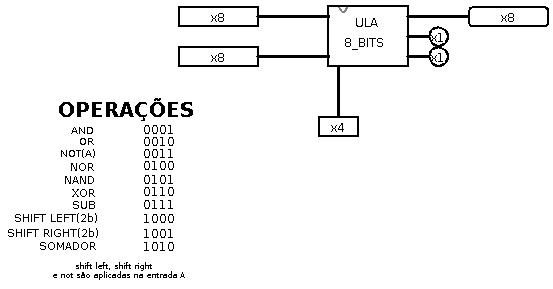 x8 ULA x8
8_BITS x1
x8 x1
x4
OPERAÇÕES
AND 0001
OR 0010
NOT(A) 0011
NOR 0100
NAND 0101
XOR 0110
SUB 0111
SHIFT LEFT(2b) 1000
SHIFT RIGHT(2b) 1001
SOMADOR 1010
shift left, shift right
e not são aplicadas na entrada A